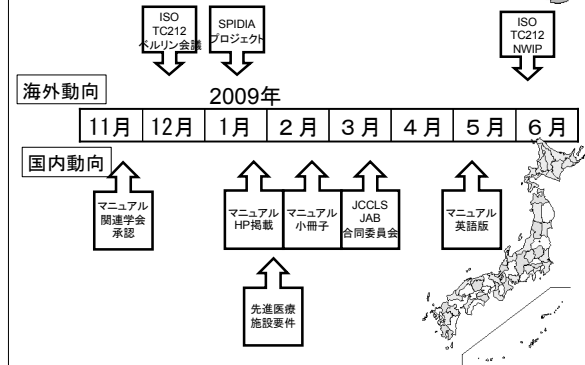 ISO
TC212
ベルリン会議
SPIDIA
プロジェクト
ISO
TC212
NWIP
海外動向
2009年
11月 12月 1月 2月 3月 4月 5月 6月
国内動向
マニュアル
関連学会
承認
マニュアル
HP掲載
マニュアル
小冊子
JCCLS
JAB
合同委員会
マニュアル
英語版
先進医療
施設要件